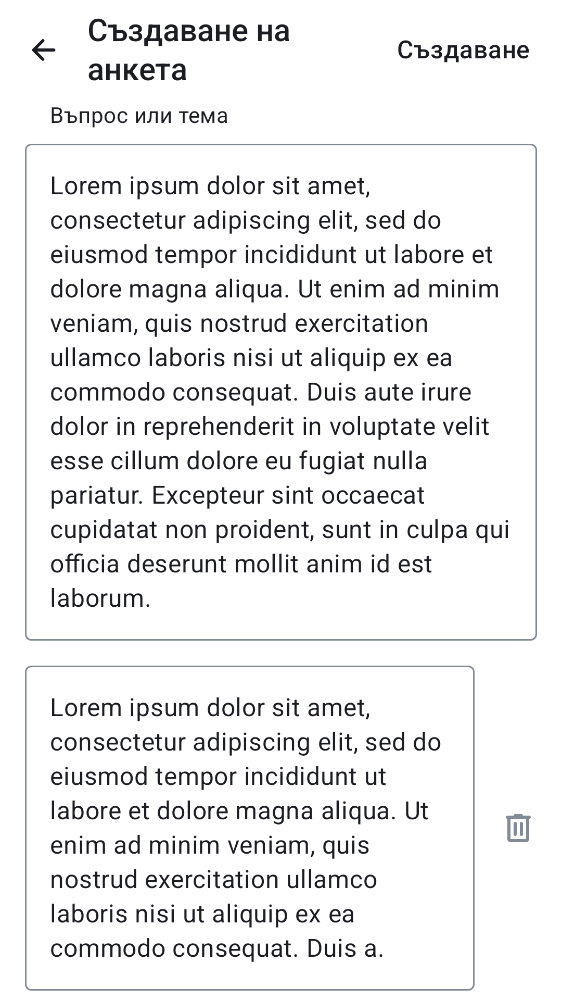 Създаване на
анкета
Създаване
Въпрос или тема
Lorem ipsum dolor sit amet,
consectetur adipiscing elit, sed do
eiusmod tempor incididunt ut labore et
dolore magna aliqua. Ut enim ad minim
veniam, quis nostrud exercitation
ullamco laboris nisi ut aliquip ex ea
commodo consequat. Duis aute irure
dolor in reprehenderit in voluptate velit
esse cillum dolore eu fugiat nulla
pariatur. Excepteur sint occaecat
cupidatat non proident, sunt in culpa qui
officia deserunt mollit anim id est
laborum.
Lorem ipsum dolor sit amet,
consectetur adipiscing elit, sed do
eiusmod tempor incididunt ut
labore et dolore magna aliqua. Ut
enim ad minim veniam, quis
nostrud exercitation ullamco
laboris nisi ut aliquip ex ea
commodo consequat. Duis a.